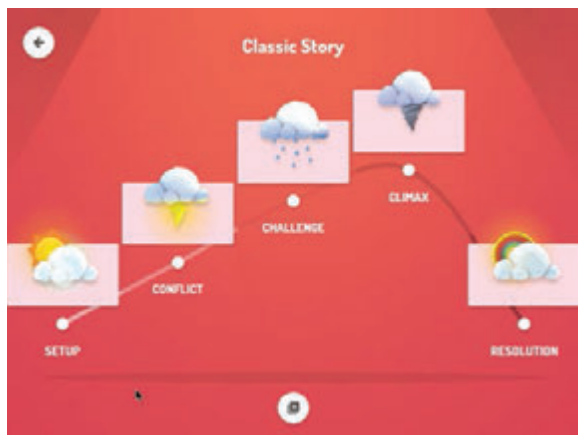 Classic Story
CLIMAX
CHALLENGE
CONFLICT
SETUP
RESOLUTION